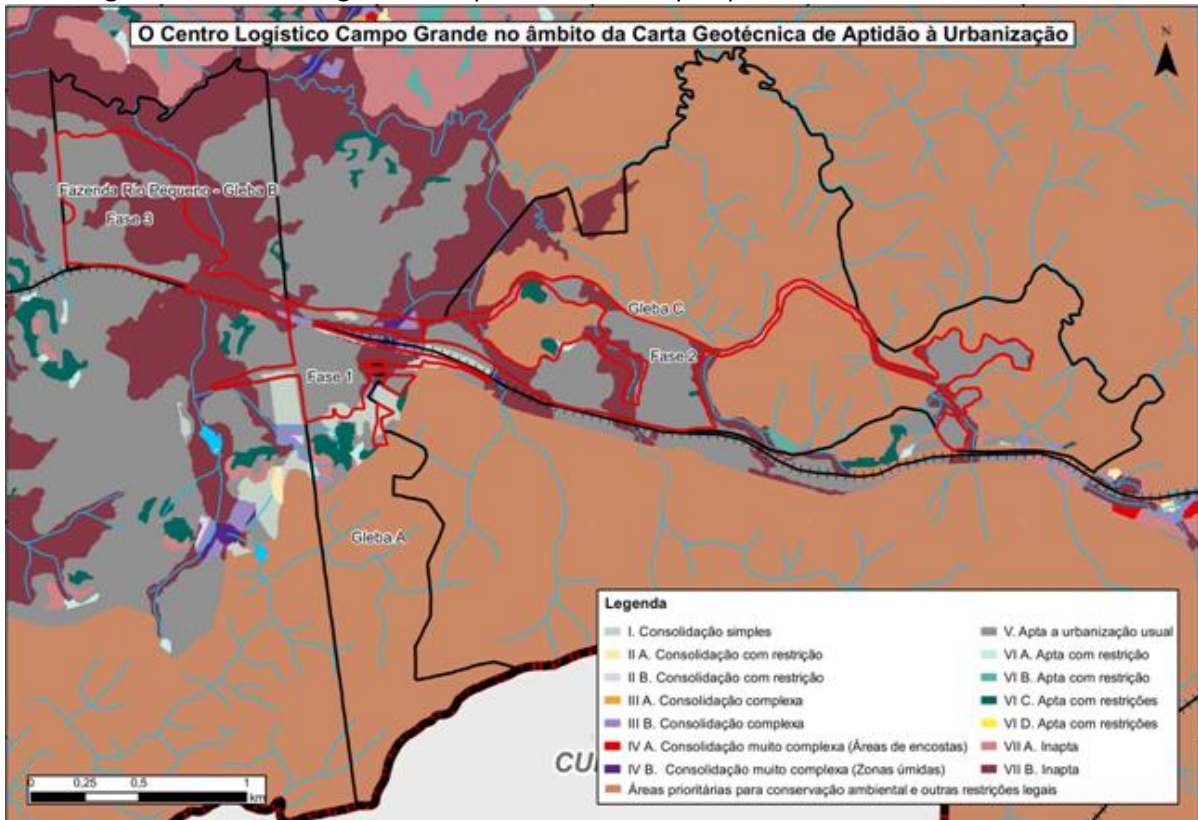 O Centro Logístico Campo Grande no âmbito da Carta Geotécnica de Aptidão à Urbanização
N
Fazenda Rio Pequeno - Gleba B
Fase 3
Gleba C
Fase 2
Fase 1
Gleba A
Legenda
I. Consolidação simples
II A. Consolidação com restrição
II B. Consolidação com restrição
III A. Consolidação complexa
III B. Consolidação complexa
IV A. Consolidação muito complexa (Áreas de encostas)
IV B. Consolidação muito complexa (Zonas úmidas)
Áreas prioritárias para conservação ambiental e outras restrições legais
V. Apta a urbanização usual
VI A. Apta com restrição
VI B. Apta com restrição
VI C. Apta com restrições
VI D. Apta com restrições
VII A. Inapta
VII B. Inapta
0 0,25 0,5 1
km